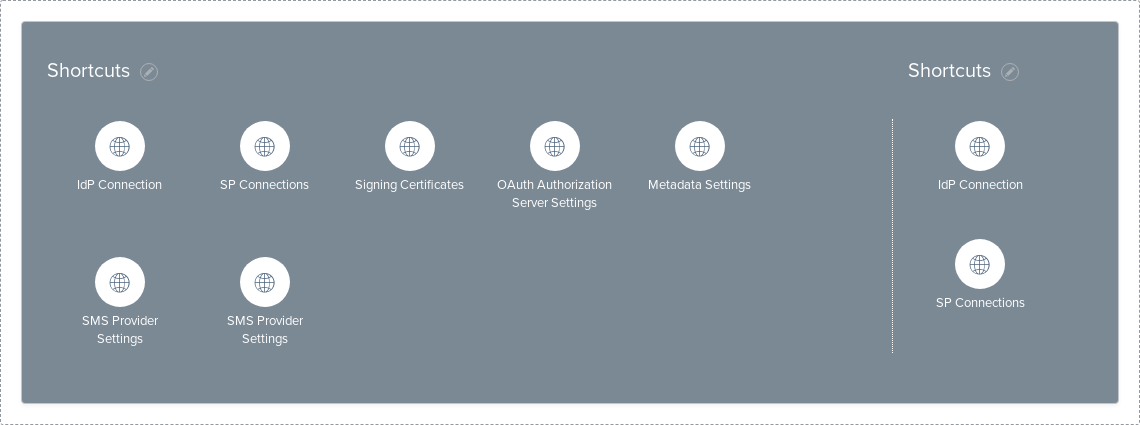 Shortcuts
IdP Connection
SP Connections
Signing Certificates
OAuth Authorization
Server Settings
Metadata Settings
SMS Provider
Settings
SMS Provider
Settings
Shortcuts
IdP Connection
SP Connections